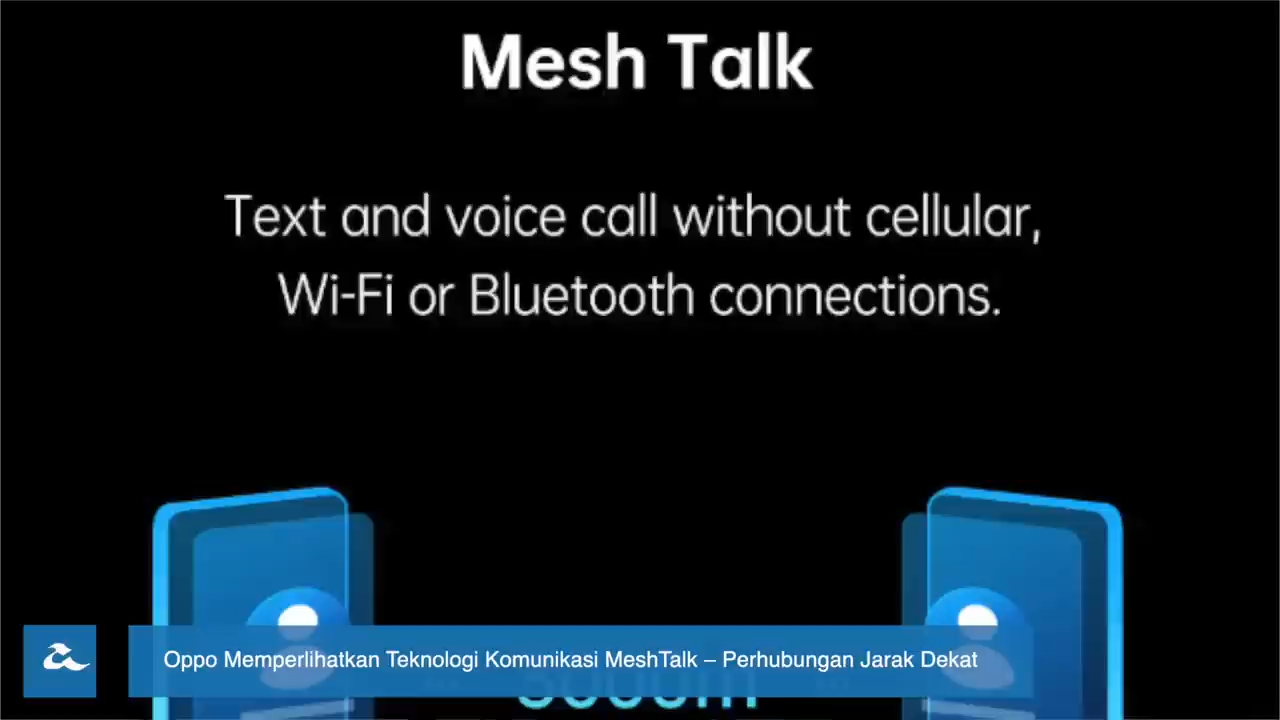 Mesh Talk
Text and voice call without cellular,
Wi-Fi or Bluetooth connections.
Oppo Memperlihatkan Teknologi Komunikasi MeshTalk – Perhubungan Jarak Dekat